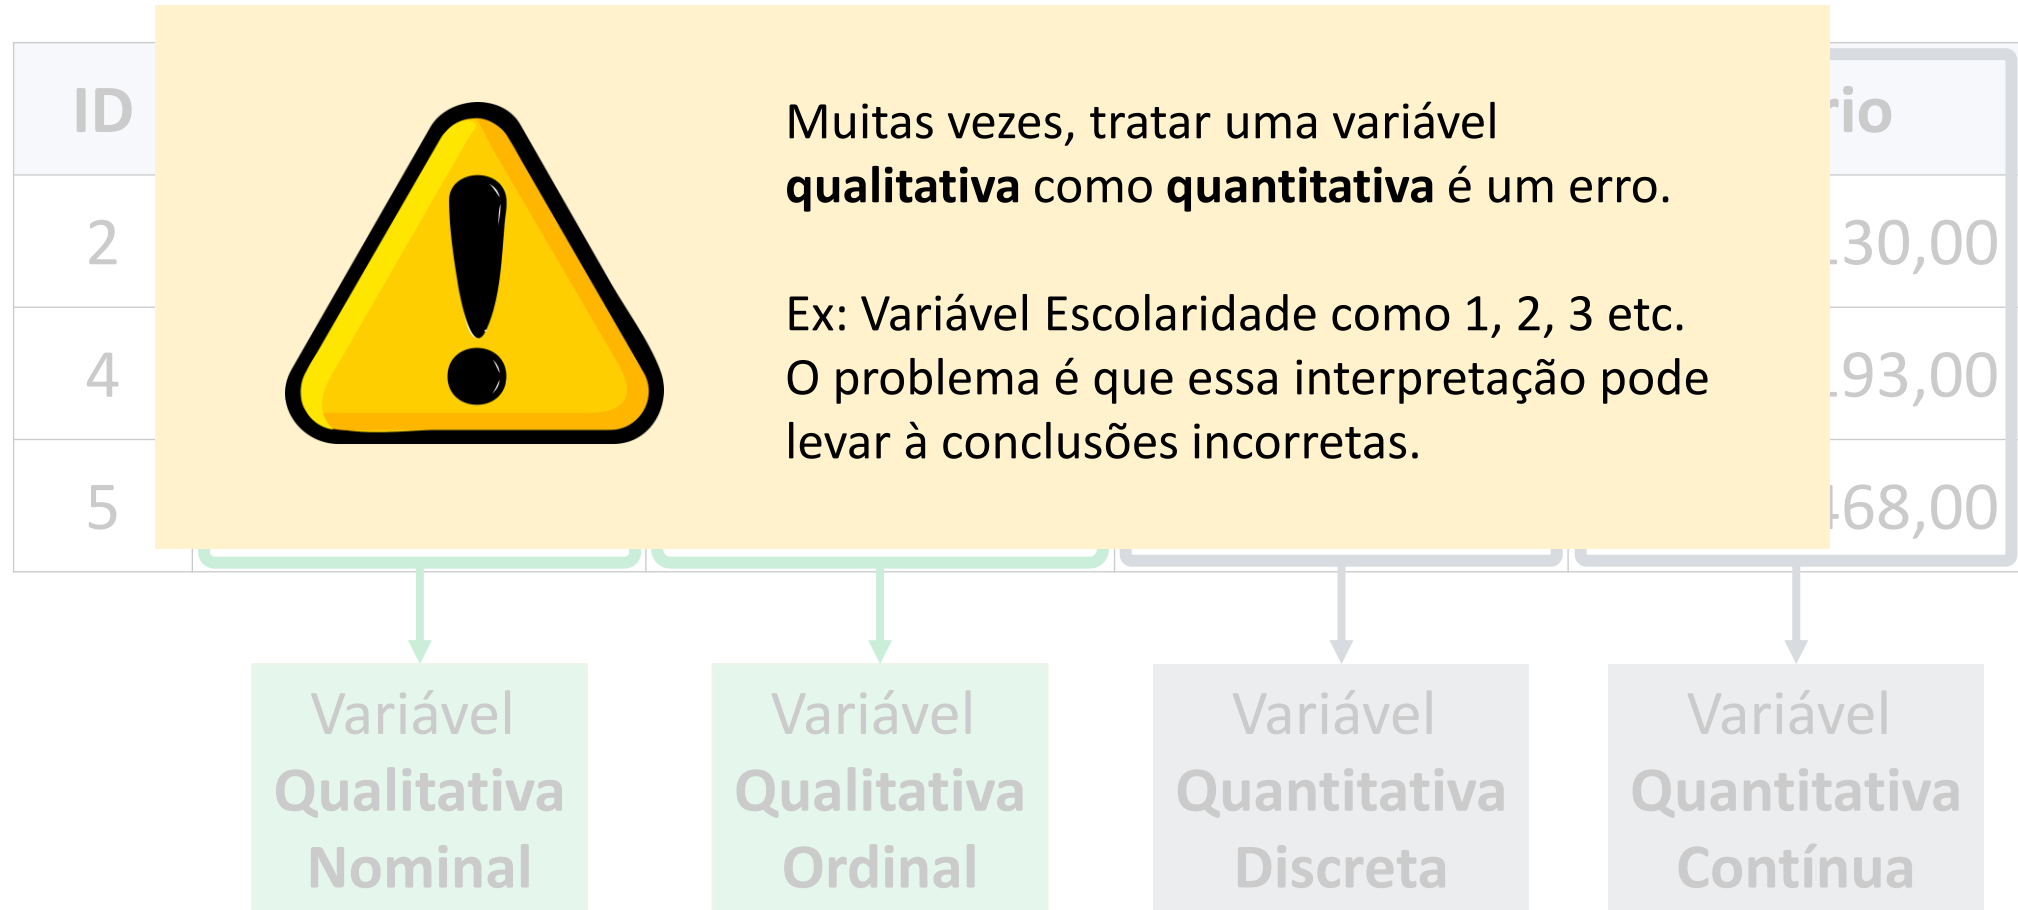 ID
Muitas vezes, tratar uma variável
qualitativa como quantitativa é um erro.
Ex: Variável Escolaridade como 1, 2, 3 etc.
O problema é que essa interpretação pode
levar à conclusões incorretas.
rio
2
30,00
4
93,00
5
68,00
Variável
Qualitativa
Nominal
Variável
Qualitativa
Ordinal
Variável
Quantitativa
Discreta
Variável
Quantitativa
Contínua